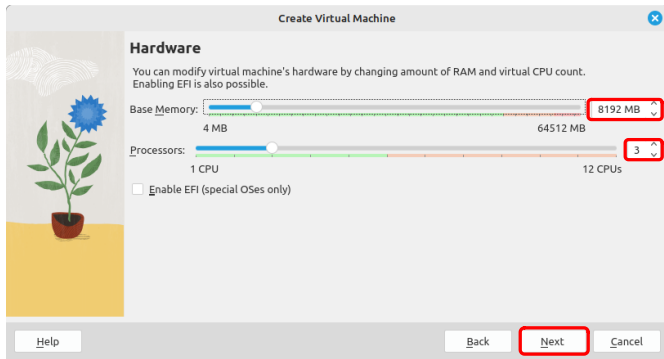 Create Virtual Machine
Hardware
You can modify virtual machine's hardware by changing amount of RAM and virtual CPU count.
Enabling EFI is also possible.
Base Memory: 8192 MB
4 MB 64512 MB
Processors: 3
1 CPU 12 CPUs
Enable EFI (special OSes only)
Help Back Next Cancel